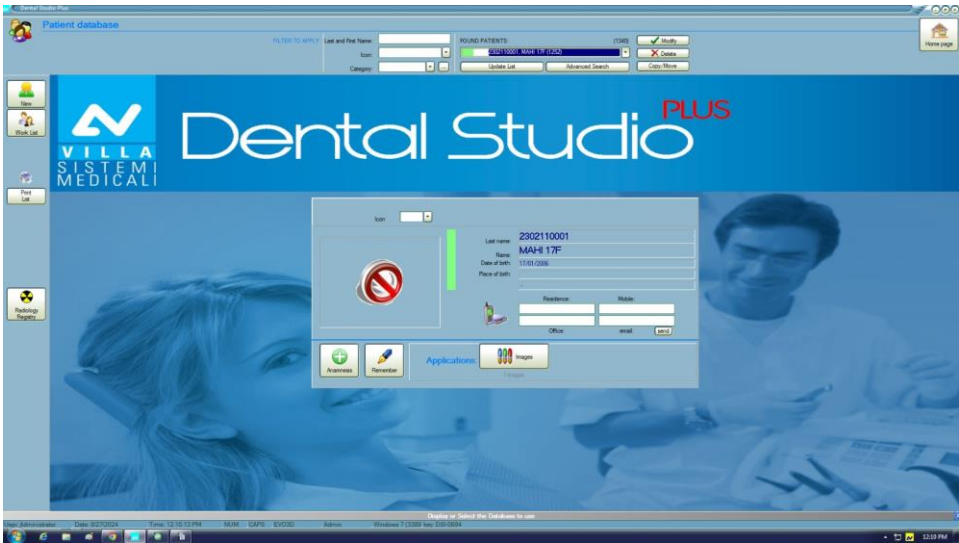 Dental Studio Plus
Patient database
FILTER TO APPLY
Last and First Name:
Icon:
Category:
...
FOUND PATIENTS:
(1340)
2302110001, MAHI 17F (1252)
Update List
Advanced Search
Modify
Delete
Copy/Move
Home page
New
Work List
Print
List
Radiology
Registry
VILLA
SISTEMI
MEDICALI
Dental Studio PLUS
Icon
Last name:
2302110001
Name:
MAHI 17F
Date of birth:
17/01/2006
Place of birth:
Residence:
Mobile:
Office:
email:
send
Anamnesis
Remember
Applications:
Images
1 images
Display or Select the Database to use
User: Administrator
Date: 8/27/2024
Time: 12:10:13 PM
NUM
CAPS
EVO3D
Admin
12:10 PM